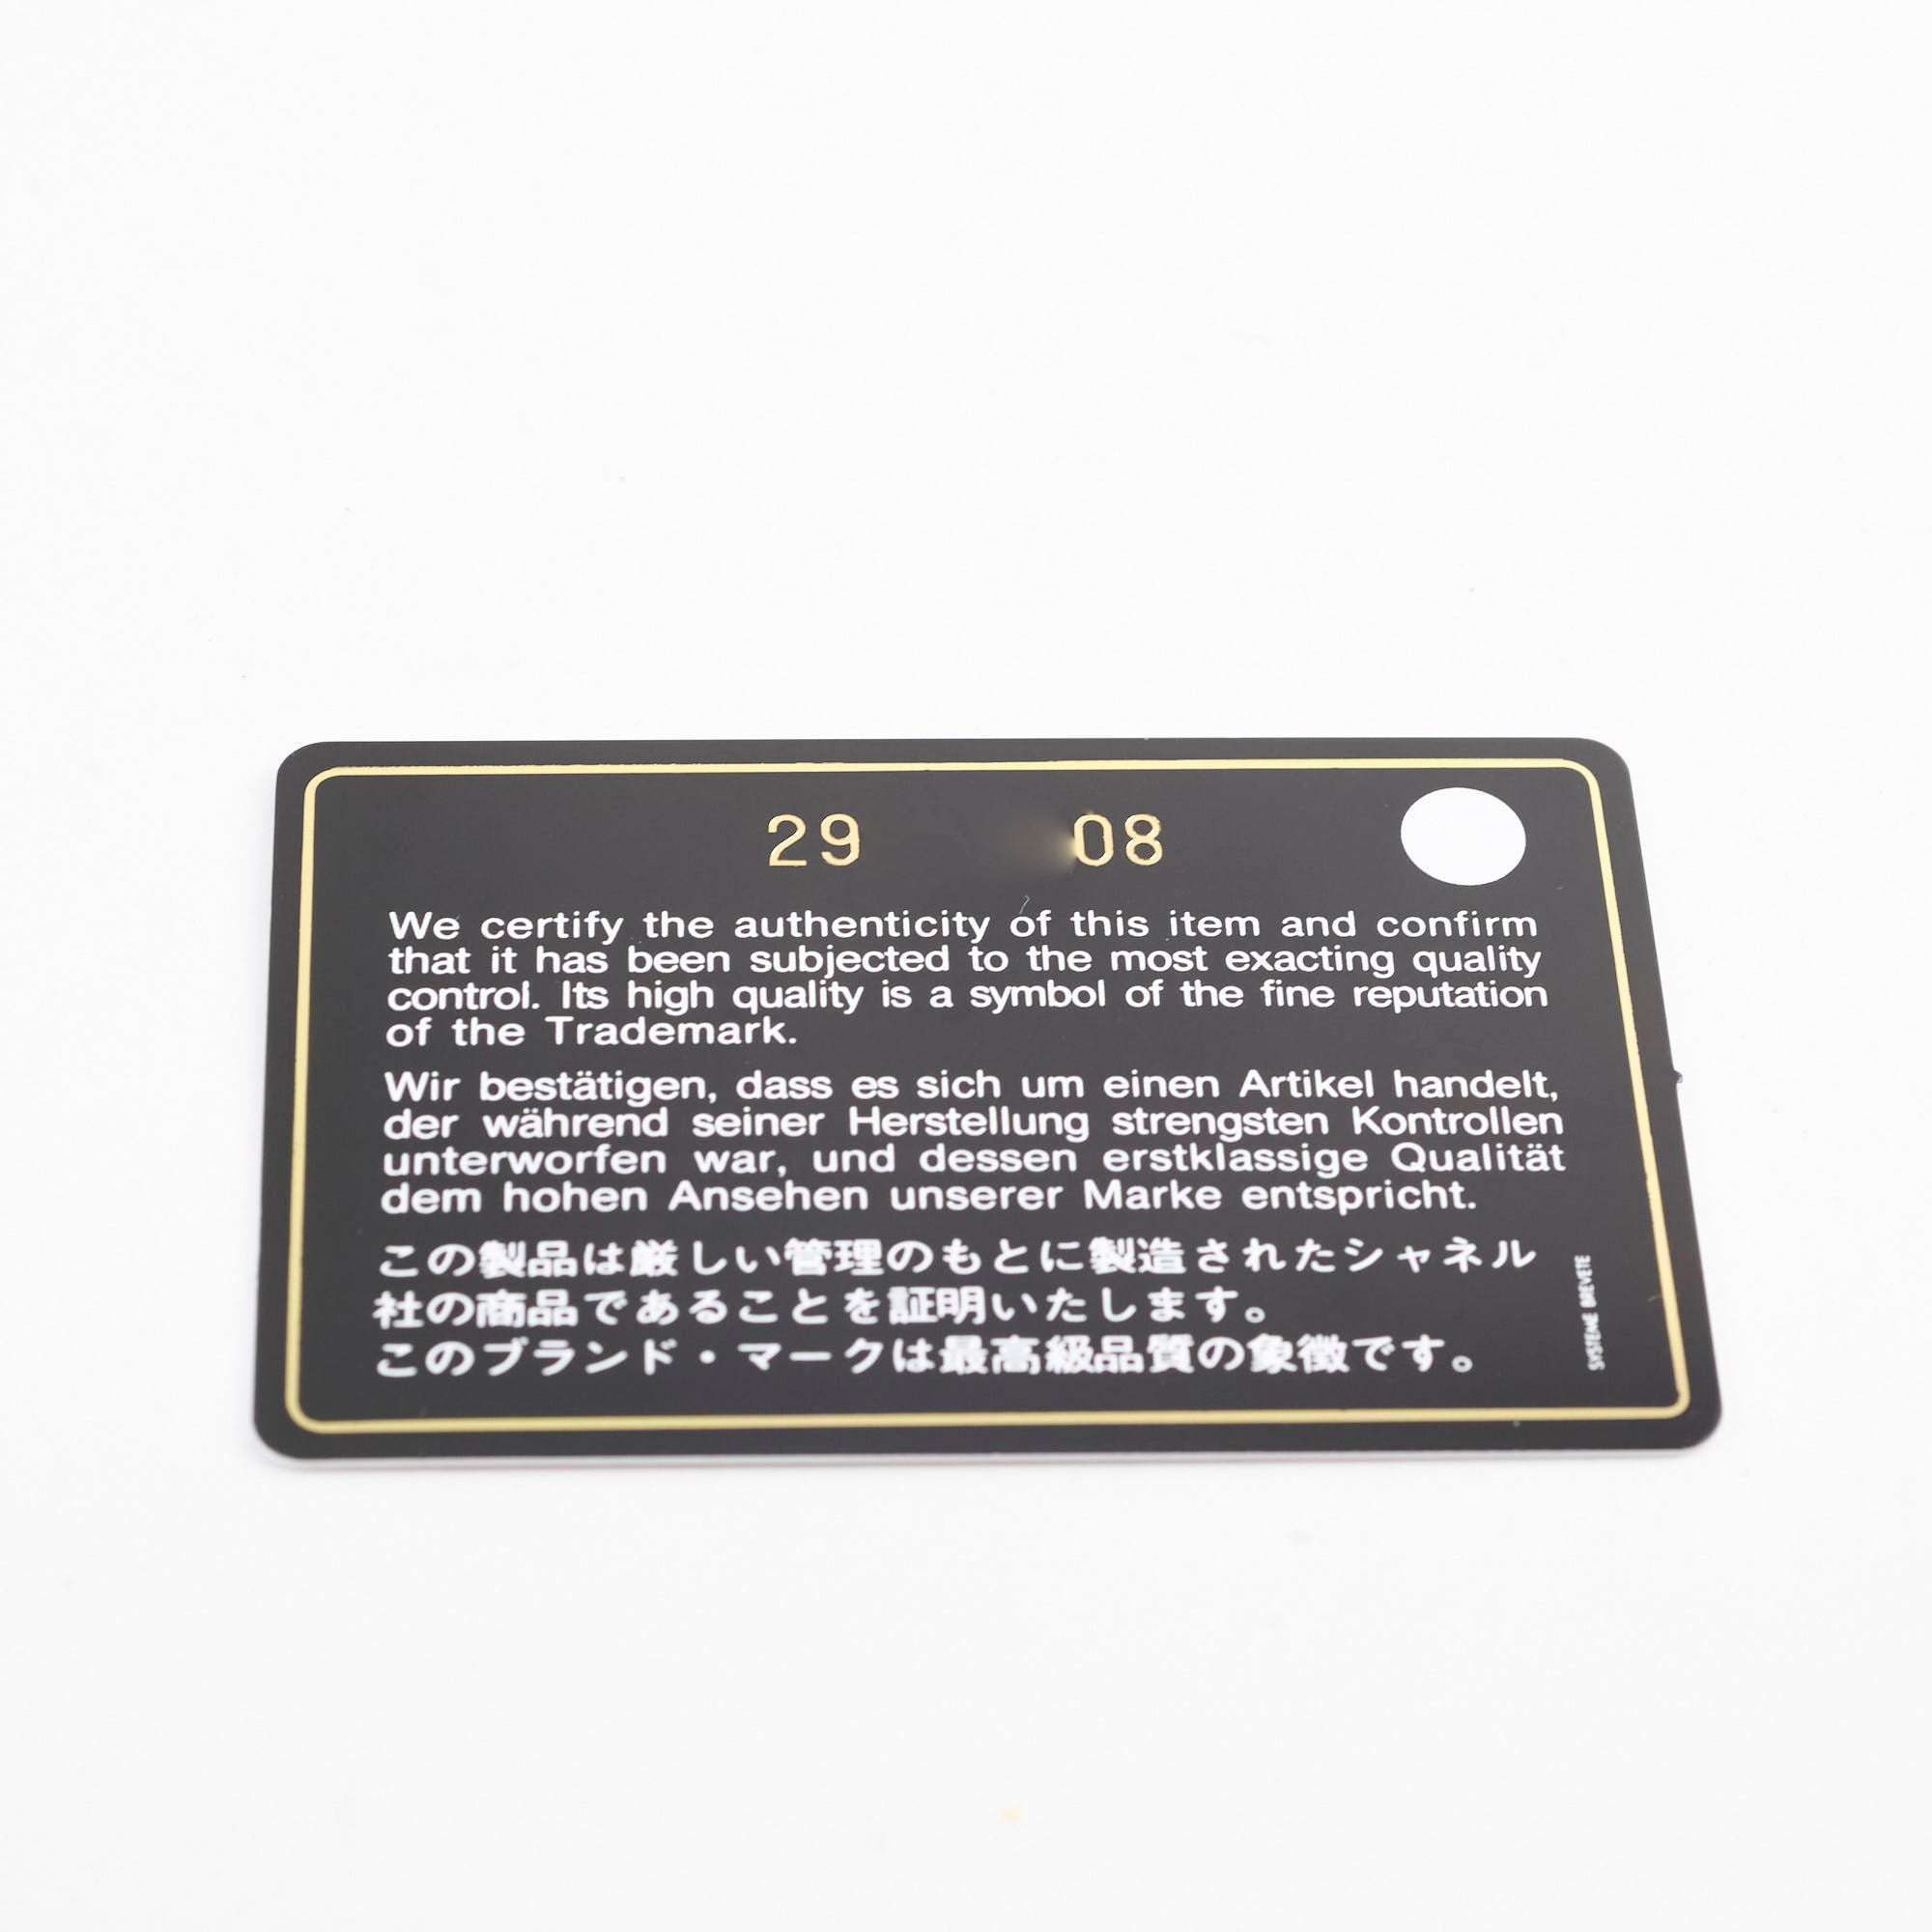 29 08
We certify the authenticity of this item and confirm
that it has been subjected to the most exacting quality
control. Its high quality is a symbol of the fine reputation
of the Trademark.
Wir bestätigen, dass es sich um einen Artikel handelt,
der während seiner Herstellung strengsten Kontrollen
unterworfen war, und dessen erstklassige Qualität
dem hohen Ansehen unserer Marke entspricht.
この製品は厳しい管理のもとに製造されたシャネル
社の商品であることを証明いたします。
このブランド・マークは最高級品質の象徴です。
SYSTEME BREVETE